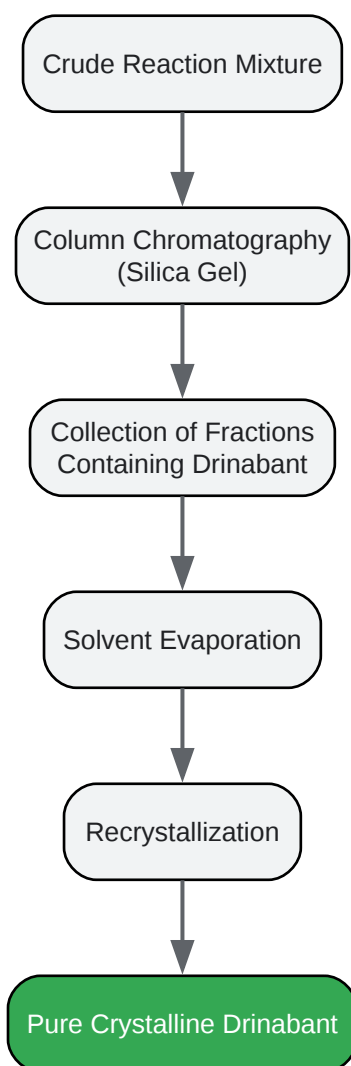 Crude Reaction Mixture
Column Chromatography
(Silica Gel)
Collection of Fractions
Containing Drinabant
Solvent Evaporation
Recrystallization
Pure Crystalline Drinabant